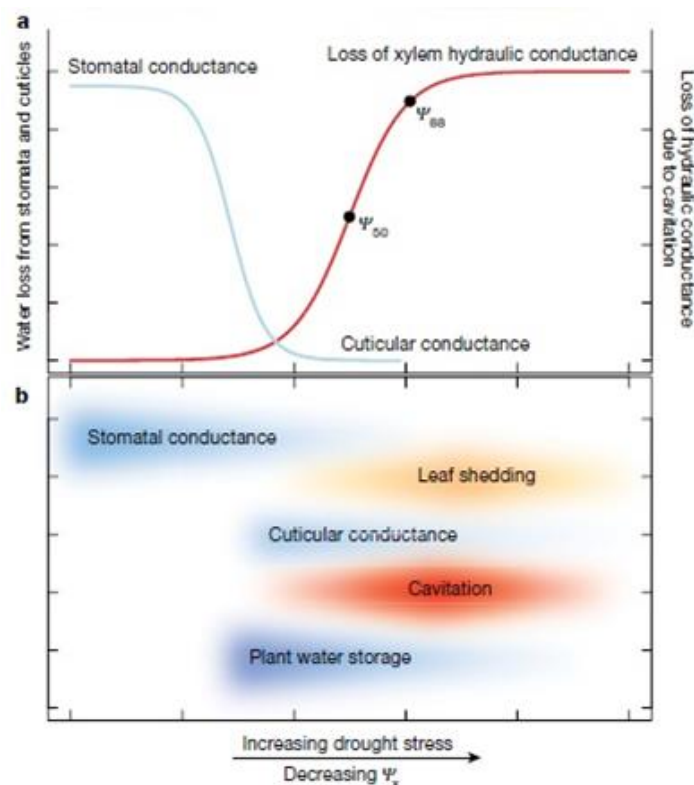 a
Water loss from stomata and cuticles
Stomatal conductance
Loss of xylem hydraulic conductance
Ψ88
Ψ50
Cuticular conductance
Loss of hydraulic conductance
due to cavitation
b
Stomatal conductance
Leaf shedding
Cuticular conductance
Cavitation
Plant water storage
Increasing drought stress
Decreasing Ψx